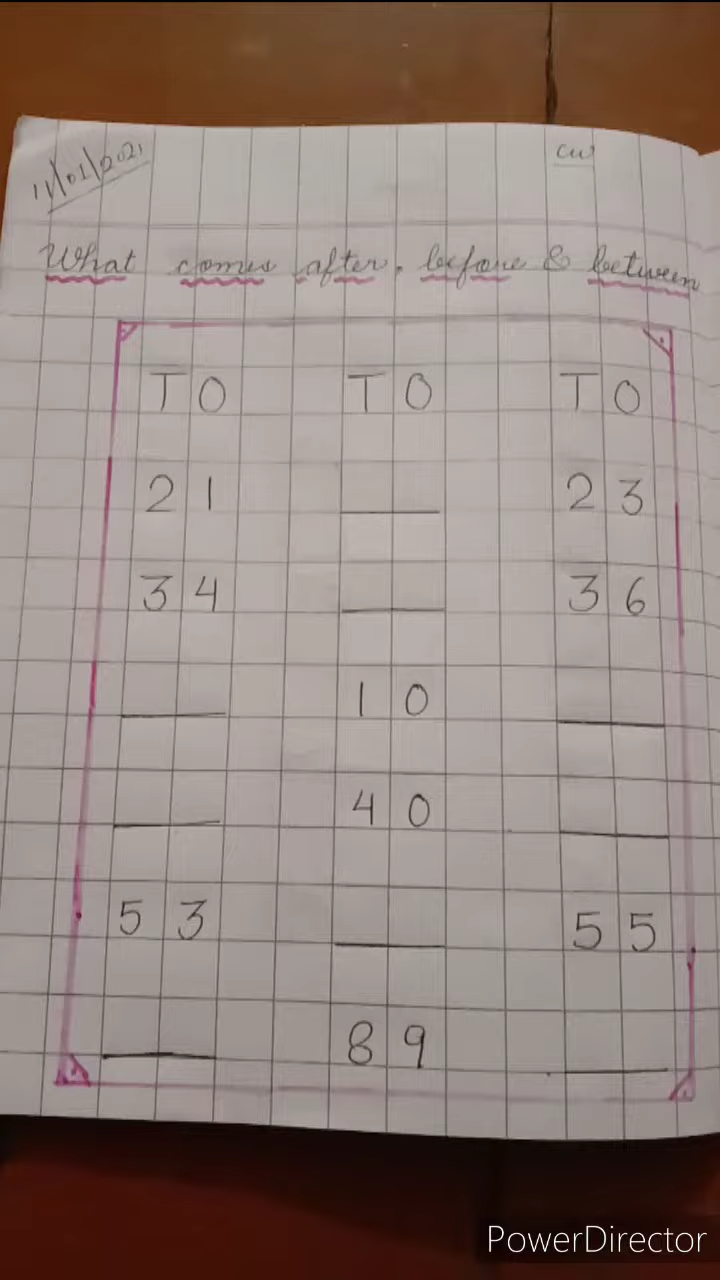 11/01/2021
CW
What comes after, before & between
T O T O T O
2 1 2 3
3 4 3 6
1 0
4 0
5 3 5 5
8 9
PowerDirector